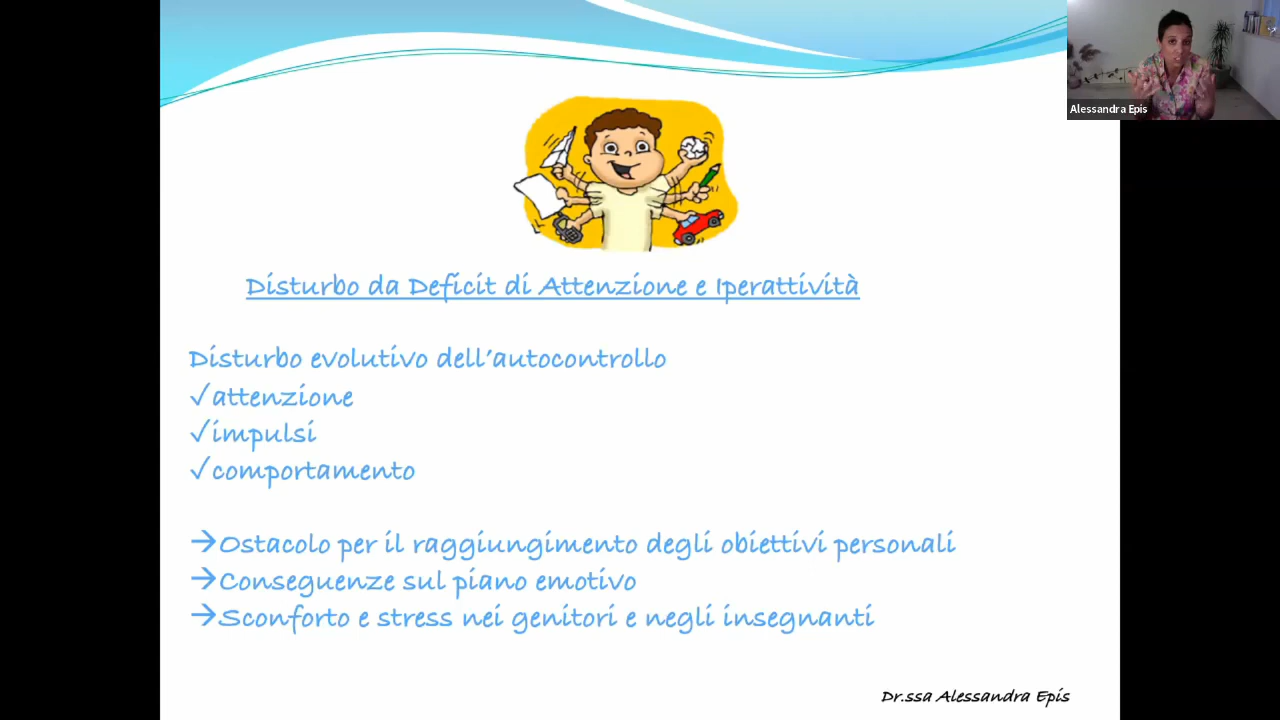 Alessandra Epis
Disturbo da Deficit di Attenzione e Iperattività
Disturbo evolutivo dell'autocontrollo
✓attenzione
✓impulsi
✓comportamento
→Ostacolo per il raggiungimento degli obiettivi personali
→Conseguenze sul piano emotivo
→Sconforto e stress nei genitori e negli insegnanti
Dr.ssa Alessandra Epis